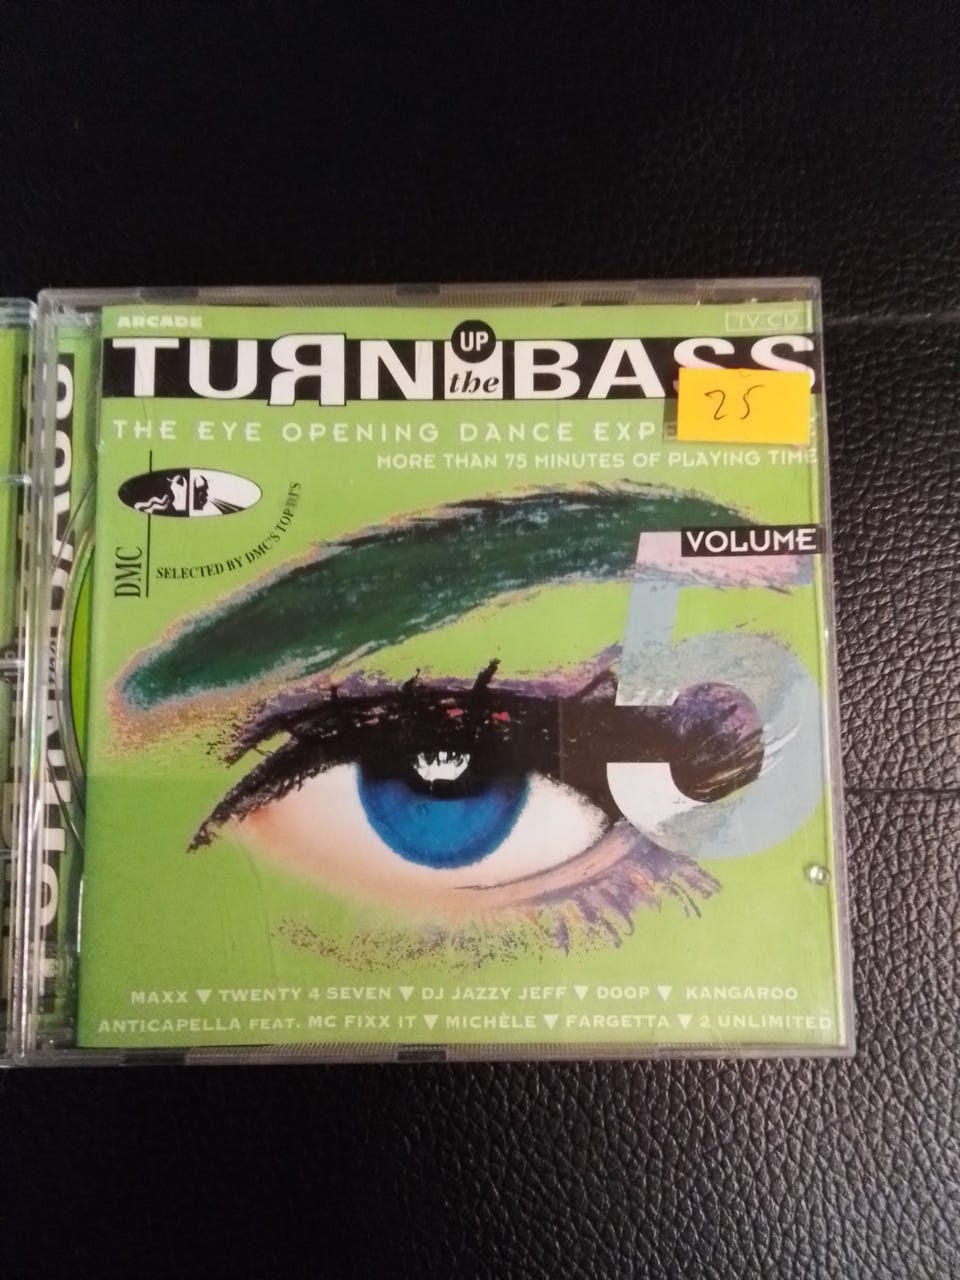 ARCADE
TV-CD
TURN UP the BASS
25
THE EYE OPENING DANCE
MORE THAN 75 MINUTES OF PLAYING TIME
DMC
SELECTED BY DMC'S TOP DJ'S
VOLUME
5
MAXX ▼ TWENTY 4 SEVEN ▼ DJ JAZZY JEFF ▼ DOOP ▼ KANGAROO
ANTICAPELLA FEAT. MC FIXX IT ▼ MICHÈLE ▼ FARGETTA ▼ 2 UNLIMITED